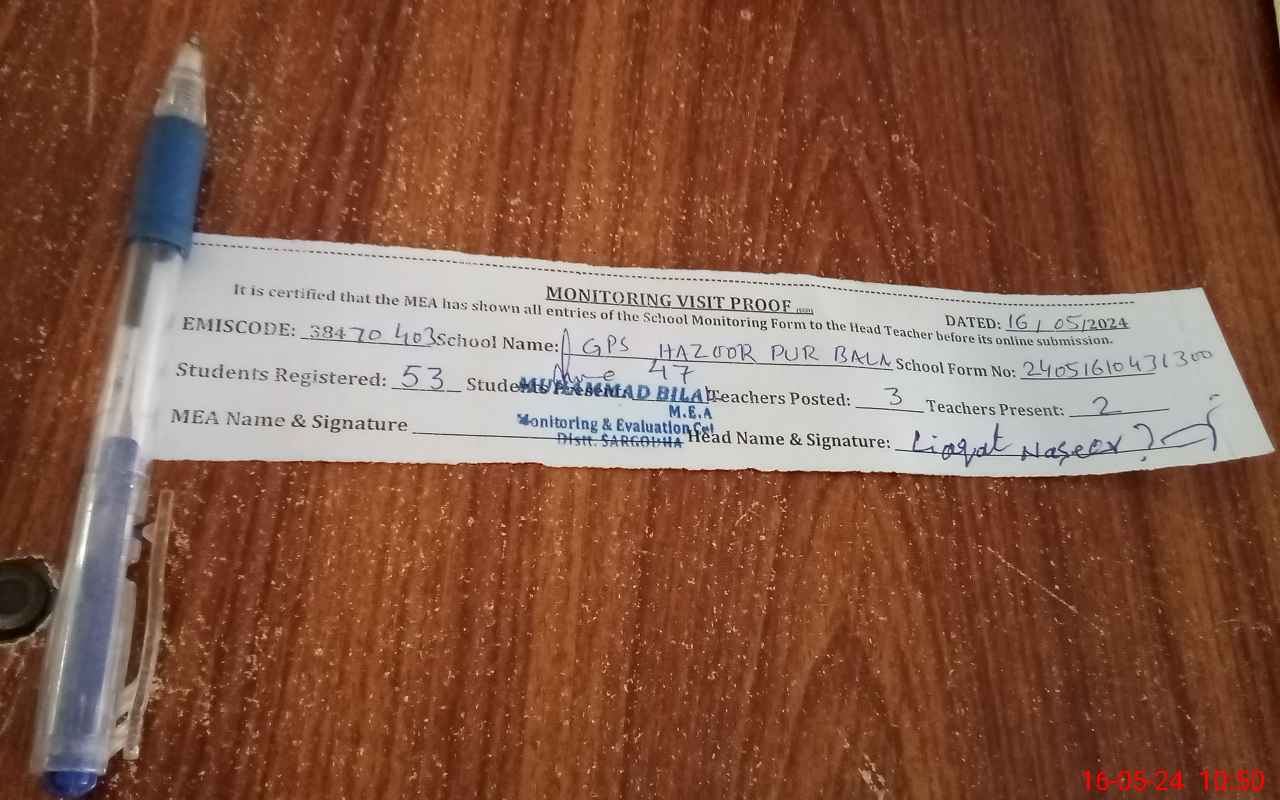 MONITORING VISIT PROOF
DATED: 16/05/2024
It is certified that the MEA has shown all entries of the School Monitoring Form to the Head Teacher before its online submission.
EMISCODE: 38470403 School Name: GPS HAZOOR PUR BALA School Form No: 24051610431300
Students Registered: 53 Students Present: 47 Teachers Posted: 3 Teachers Present: 2
MUHAMMAD BILAL
M.E.A
Monitoring & Evaluation Cel
Distt. SARGODHA
MEA Name & Signature Head Name & Signature: Liaqat Naseer
16-05-24 10:50